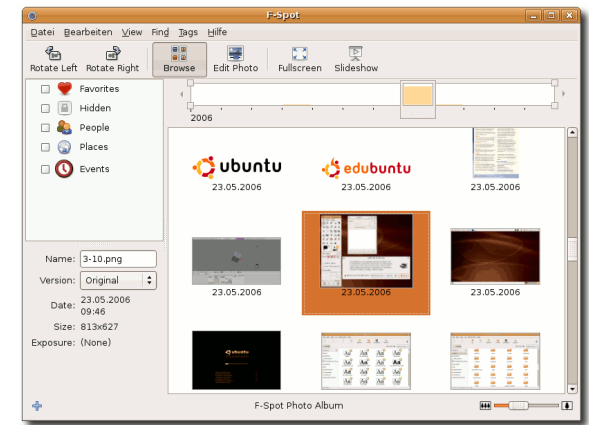 F-Spot
Datei Bearbeiten View Find Tags Hilfe
Rotate Left Rotate Right Browse Edit Photo Fullscreen Slideshow
Favorites
Hidden
People
Places
Events
2006
ubuntu
edubuntu
23.05.2006 23.05.2006 23.05.2006
23.05.2006 23.05.2006 23.05.2006
ubuntu
Name: 3-10.png
Version: Original
Date: 23.05.2006
09:46
Size: 813x627
Exposure: (None)
F-Spot Photo Album